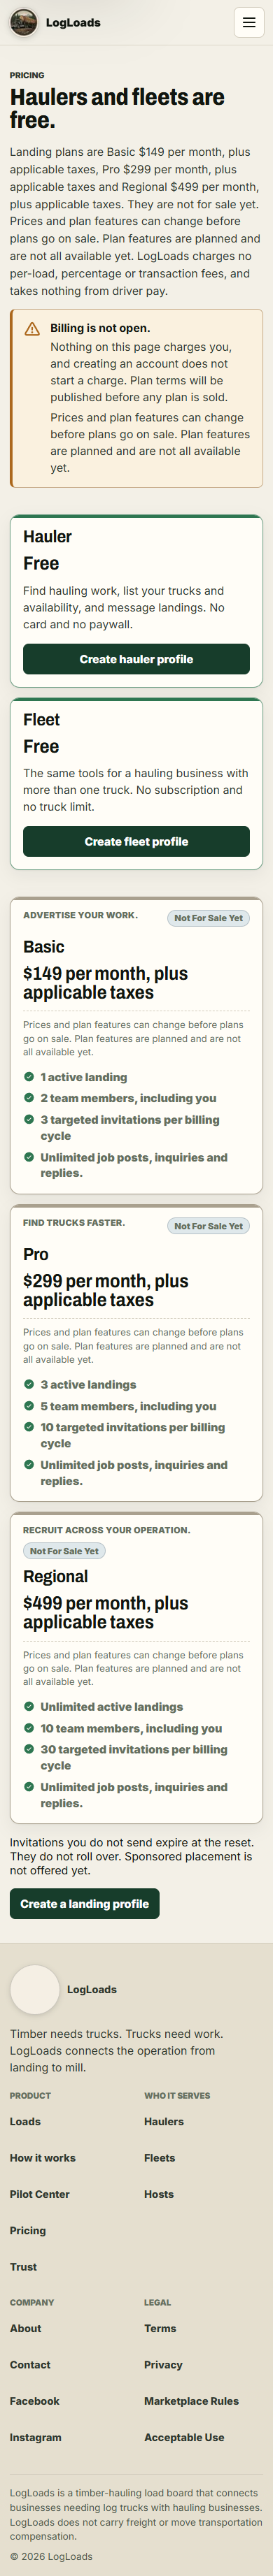 LogLoads
PRICING
Haulers and fleets are
free.
Landing plans are Basic $149 per month, plus
applicable taxes, Pro $299 per month, plus
applicable taxes and Regional $499 per month,
plus applicable taxes. They are not for sale yet.
Prices and plan features can change before
plans go on sale. Plan features are planned and
are not all available yet. LogLoads charges no
per-load, percentage or transaction fees, and
takes nothing from driver pay.
Billing is not open.
Nothing on this page charges you,
and creating an account does not
start a charge. Plan terms will be
published before any plan is sold.
Prices and plan features can change
before plans go on sale. Plan features
are planned and are not all available
yet.
Hauler
Free
Find hauling work, list your trucks and
availability, and message landings. No
card and no paywall.
Create hauler profile
Fleet
Free
The same tools for a hauling business with
more than one truck. No subscription and
no truck limit.
Create fleet profile
ADVERTISE YOUR WORK.
Not For Sale Yet
Basic
$149 per month, plus
applicable taxes
Prices and plan features can change before plans
go on sale. Plan features are planned and are not
all available yet.
1 active landing
2 team members, including you
3 targeted invitations per billing
cycle
Unlimited job posts, inquiries and
replies.
FIND TRUCKS FASTER.
Not For Sale Yet
Pro
$299 per month, plus
applicable taxes
Prices and plan features can change before plans
go on sale. Plan features are planned and are not
all available yet.
3 active landings
5 team members, including you
10 targeted invitations per billing
cycle
Unlimited job posts, inquiries and
replies.
RECRUIT ACROSS YOUR OPERATION.
Not For Sale Yet
Regional
$499 per month, plus
applicable taxes
Prices and plan features can change before plans
go on sale. Plan features are planned and are not
all available yet.
Unlimited active landings
10 team members, including you
30 targeted invitations per billing
cycle
Unlimited job posts, inquiries and
replies.
Invitations you do not send expire at the reset.
They do not roll over. Sponsored placement is
not offered yet.
Create a landing profile
LogLoads
Timber needs trucks. Trucks need work.
LogLoads connects the operation from
landing to mill.
PRODUCT
Loads
How it works
Pilot Center
Pricing
Trust
WHO IT SERVES
Haulers
Fleets
Hosts
COMPANY
About
Contact
Facebook
Instagram
LEGAL
Terms
Privacy
Marketplace Rules
Acceptable Use
LogLoads is a timber-hauling load board that connects
businesses needing log trucks with hauling businesses.
LogLoads does not carry freight or move transportation
compensation.
© 2026 LogLoads